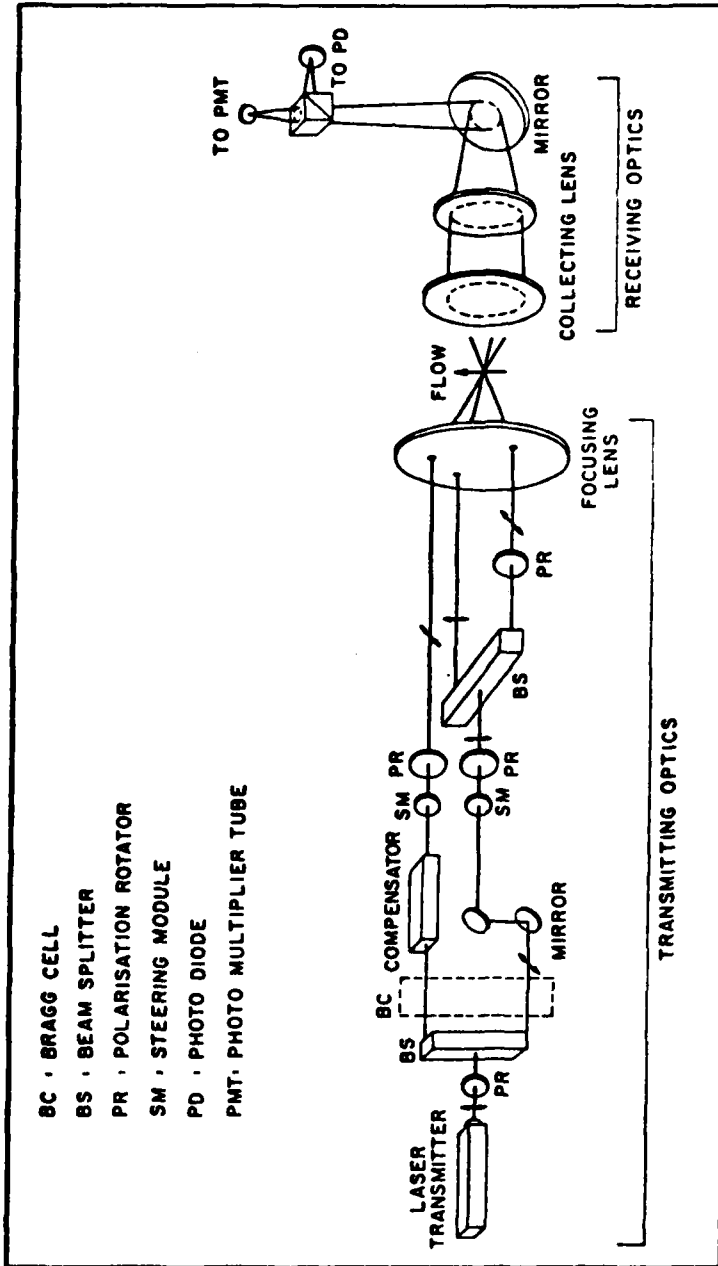 BC : BRAGG CELL
BS : BEAM SPLITTER
PR : POLARISATION ROTATOR
SM : STEERING MODULE
PD : PHOTO DIODE
PMT: PHOTO MULTIPLIER TUBE
LASER
TRANSMITTER
PR
BS
BC
COMPENSATOR
MIRROR
SM
PR
SM
PR
BS
PR
FOCUSING
LENS
FLOW
COLLECTING LENS
MIRROR
TO PMT
TO PD
TRANSMITTING OPTICS
RECEIVING OPTICS